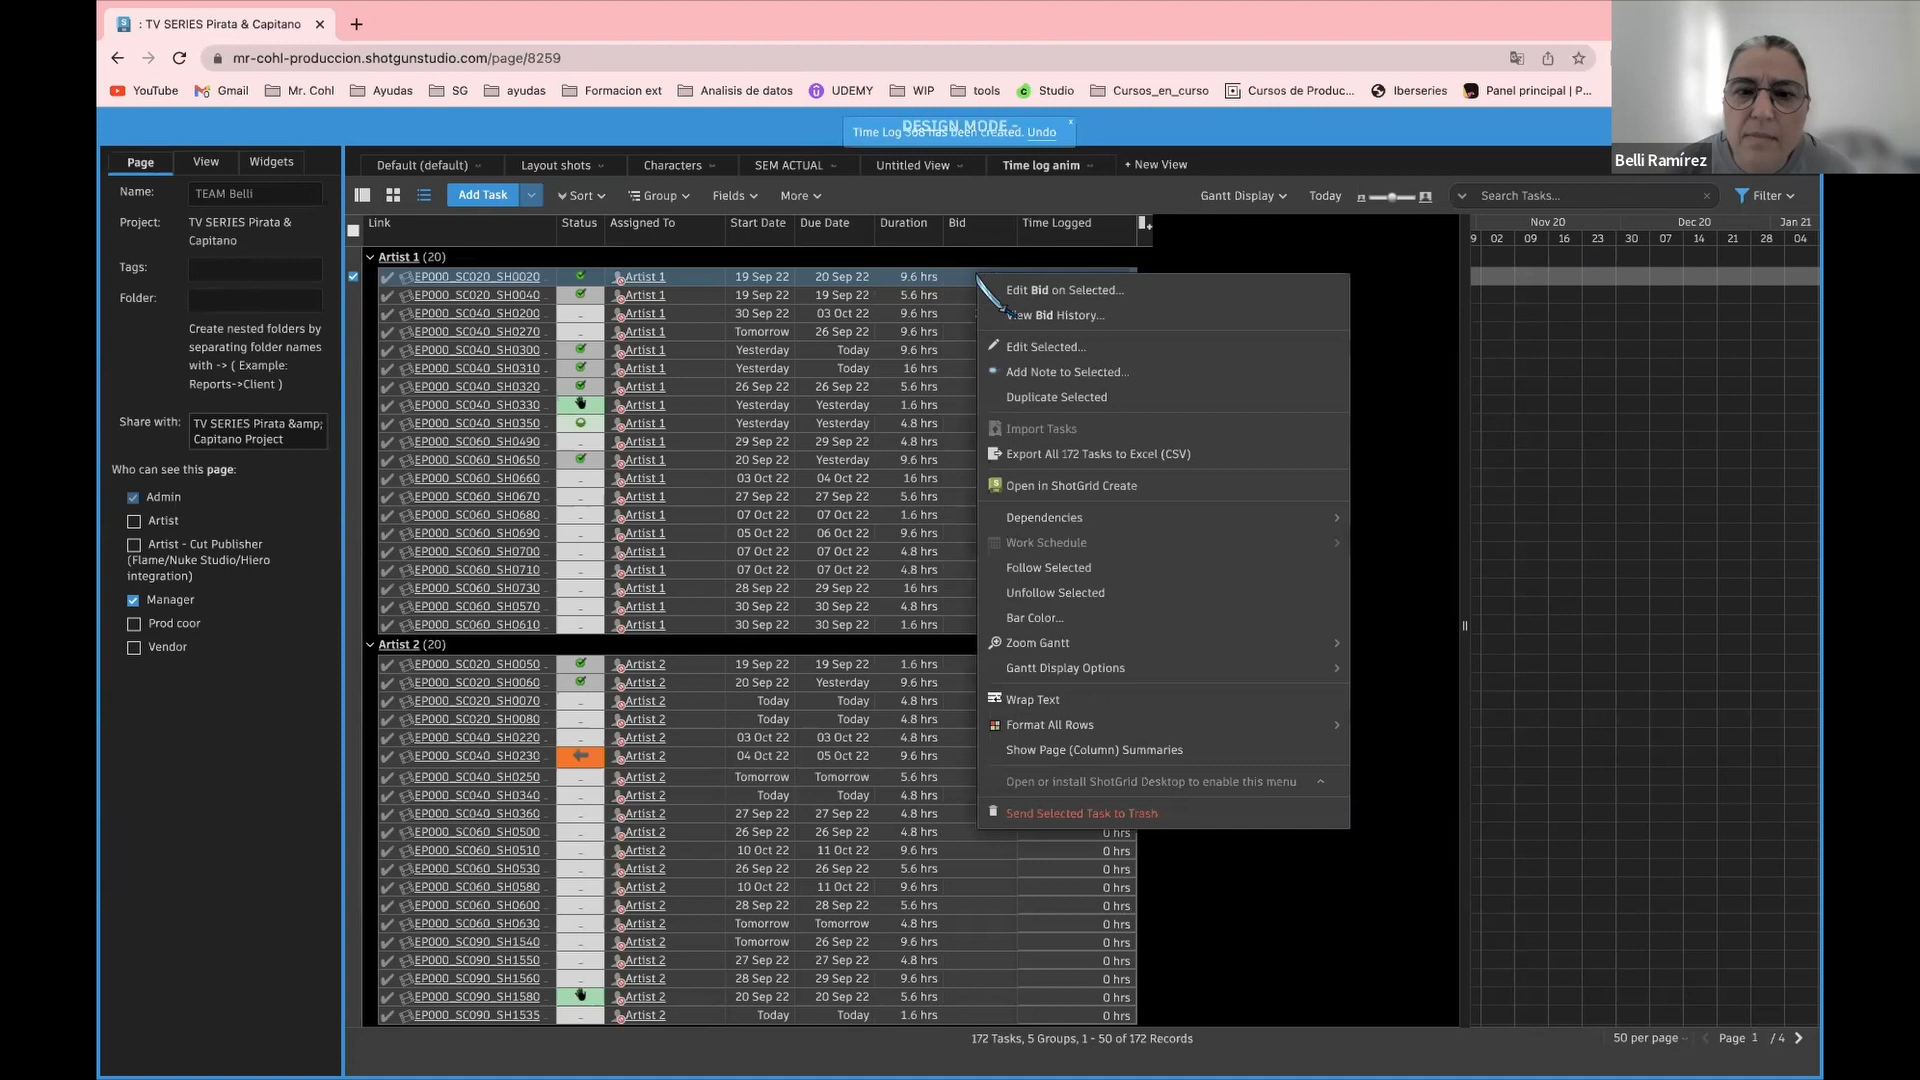 : TV SERIES Pirata & Capitano
mr-cohl-produccion.shotgunstudio.com/page/8259
YouTube Gmail Mr. Cohl Ayudas SG ayudas Formacion ext Analisis de datos UDEMY WIP tools Studio Cursos_en_curso Cursos de Produc... Iberseries Panel principal | P...
Belli Ramírez
DESIGN MODE -
Time Log 368 has been created. Undo
Page View Widgets
Name: TEAM Belli
Project: TV SERIES Pirata &
Capitano
Tags:
Folder:
Create nested folders by
separating folder names
with -> ( Example:
Reports->Client )
Share with: TV SERIES Pirata &amp;
Capitano Project
Who can see this page:
Admin
Artist
Artist - Cut Publisher
(Flame/Nuke Studio/Hiero
integration)
Manager
Prod coor
Vendor
Default (default) Layout shots Characters SEM ACTUAL Untitled View Time log anim + New View
Add Task Sort Group Fields More Gantt Display Today Search Tasks... Filter
Link Status Assigned To Start Date Due Date Duration Bid Time Logged
Nov 20 Dec 20 Jan 21
9 02 09 16 23 30 07 14 21 28 04
Artist 1 (20)
EP000_SC020_SH0020 Artist 1 19 Sep 22 20 Sep 22 9.6 hrs
EP000_SC020_SH0040 Artist 1 19 Sep 22 19 Sep 22 5.6 hrs
EP000_SC040_SH0200 Artist 1 30 Sep 22 03 Oct 22 9.6 hrs
EP000_SC040_SH0270 Artist 1 Tomorrow 26 Sep 22 9.6 hrs
EP000_SC040_SH0300 Artist 1 Yesterday Today 9.6 hrs
EP000_SC040_SH0310 Artist 1 Yesterday Today 16 hrs
EP000_SC040_SH0320 Artist 1 26 Sep 22 26 Sep 22 5.6 hrs
EP000_SC040_SH0330 Artist 1 Yesterday Yesterday 1.6 hrs
EP000_SC040_SH0350 Artist 1 Yesterday Yesterday 4.8 hrs
EP000_SC060_SH0490 Artist 1 29 Sep 22 29 Sep 22 4.8 hrs
EP000_SC060_SH0650 Artist 1 20 Sep 22 Yesterday 9.6 hrs
EP000_SC060_SH0660 Artist 1 03 Oct 22 04 Oct 22 16 hrs
EP000_SC060_SH0670 Artist 1 27 Sep 22 27 Sep 22 5.6 hrs
EP000_SC060_SH0680 Artist 1 07 Oct 22 07 Oct 22 1.6 hrs
EP000_SC060_SH0690 Artist 1 05 Oct 22 06 Oct 22 9.6 hrs
EP000_SC060_SH0700 Artist 1 07 Oct 22 07 Oct 22 4.8 hrs
EP000_SC060_SH0710 Artist 1 07 Oct 22 07 Oct 22 4.8 hrs
EP000_SC060_SH0730 Artist 1 28 Sep 22 29 Sep 22 16 hrs
EP000_SC060_SH0570 Artist 1 30 Sep 22 30 Sep 22 4.8 hrs
EP000_SC060_SH0610 Artist 1 30 Sep 22 30 Sep 22 1.6 hrs
Artist 2 (20)
EP000_SC020_SH0050 Artist 2 19 Sep 22 19 Sep 22 1.6 hrs
EP000_SC020_SH0060 Artist 2 20 Sep 22 Yesterday 9.6 hrs
EP000_SC020_SH0070 Artist 2 Today Today 4.8 hrs
EP000_SC020_SH0080 Artist 2 Today Today 4.8 hrs
EP000_SC040_SH0220 Artist 2 03 Oct 22 03 Oct 22 4.8 hrs
EP000_SC040_SH0230 Artist 2 04 Oct 22 05 Oct 22 9.6 hrs
EP000_SC040_SH0250 Artist 2 Tomorrow Tomorrow 5.6 hrs
EP000_SC040_SH0340 Artist 2 Today Today 4.8 hrs
EP000_SC040_SH0360 Artist 2 27 Sep 22 27 Sep 22 4.8 hrs
EP000_SC060_SH0500 Artist 2 26 Sep 22 26 Sep 22 4.8 hrs 0 hrs
EP000_SC060_SH0510 Artist 2 10 Oct 22 11 Oct 22 9.6 hrs 0 hrs
EP000_SC060_SH0530 Artist 2 26 Sep 22 26 Sep 22 5.6 hrs 0 hrs
EP000_SC060_SH0580 Artist 2 10 Oct 22 11 Oct 22 9.6 hrs 0 hrs
EP000_SC060_SH0600 Artist 2 28 Sep 22 28 Sep 22 5.6 hrs 0 hrs
EP000_SC060_SH0630 Artist 2 Tomorrow Tomorrow 4.8 hrs 0 hrs
EP000_SC090_SH1540 Artist 2 Tomorrow 26 Sep 22 9.6 hrs 0 hrs
EP000_SC090_SH1550 Artist 2 27 Sep 22 27 Sep 22 4.8 hrs 0 hrs
EP000_SC090_SH1560 Artist 2 28 Sep 22 29 Sep 22 9.6 hrs 0 hrs
EP000_SC090_SH1580 Artist 2 20 Sep 22 20 Sep 22 5.6 hrs 0 hrs
EP000_SC090_SH1535 Artist 2 Today Today 1.6 hrs 0 hrs
Edit Bid on Selected...
View Bid History...
Edit Selected...
Add Note to Selected...
Duplicate Selected
Import Tasks
Export All 172 Tasks to Excel (CSV)
Open in ShotGrid Create
Dependencies
Work Schedule
Follow Selected
Unfollow Selected
Bar Color...
Zoom Gantt
Gantt Display Options
Wrap Text
Format All Rows
Show Page (Column) Summaries
Open or install ShotGrid Desktop to enable this menu
Send Selected Task to Trash
172 Tasks, 5 Groups, 1 - 50 of 172 Records
50 per page Page 1 / 4